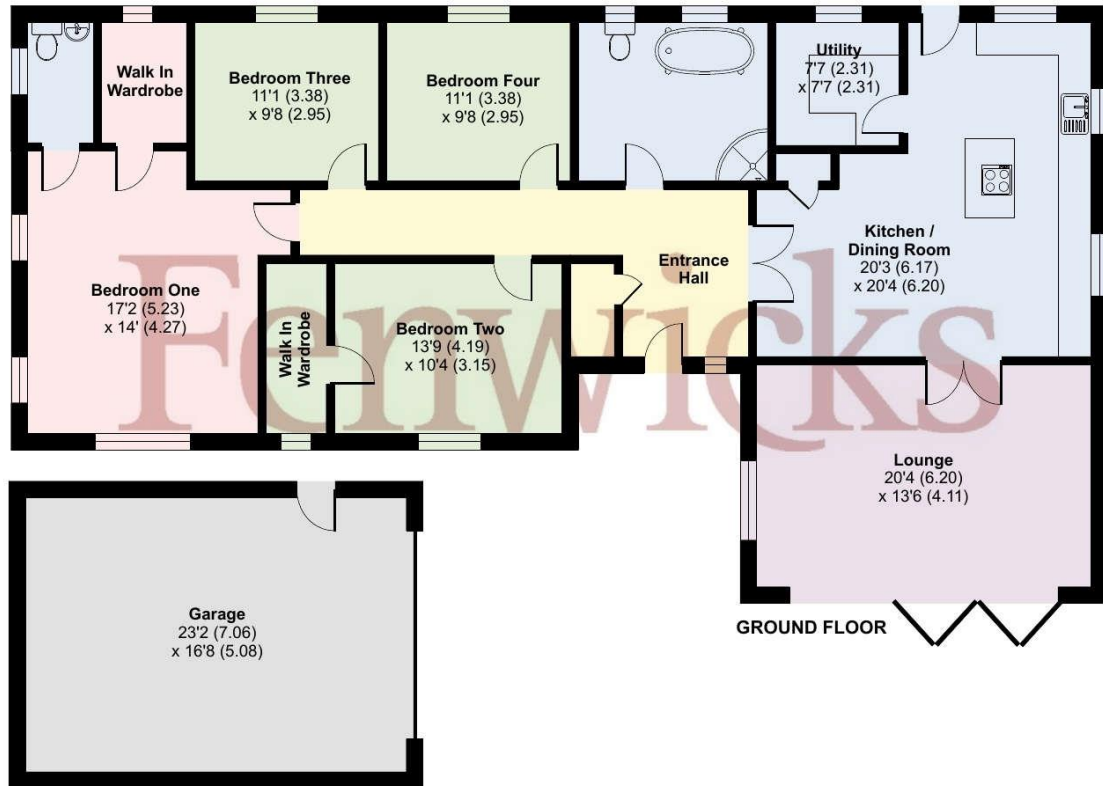 Walk In
Wardrobe
Bedroom Three
11'1 (3.38)
x 9'8 (2.95)
Bedroom Four
11'1 (3.38)
x 9'8 (2.95)
Utility
7'7 (2.31)
x 7'7 (2.31)
Kitchen /
Dining Room
20'3 (6.17)
x 20'4 (6.20)
Entrance
Hall
Bedroom One
17'2 (5.23)
x 14' (4.27)
Walk In
Wardrobe
Bedroom Two
13'9 (4.19)
x 10'4 (3.15)
Fenwicks
Lounge
20'4 (6.20)
x 13'6 (4.11)
GROUND FLOOR
Garage
23'2 (7.06)
x 16'8 (5.08)